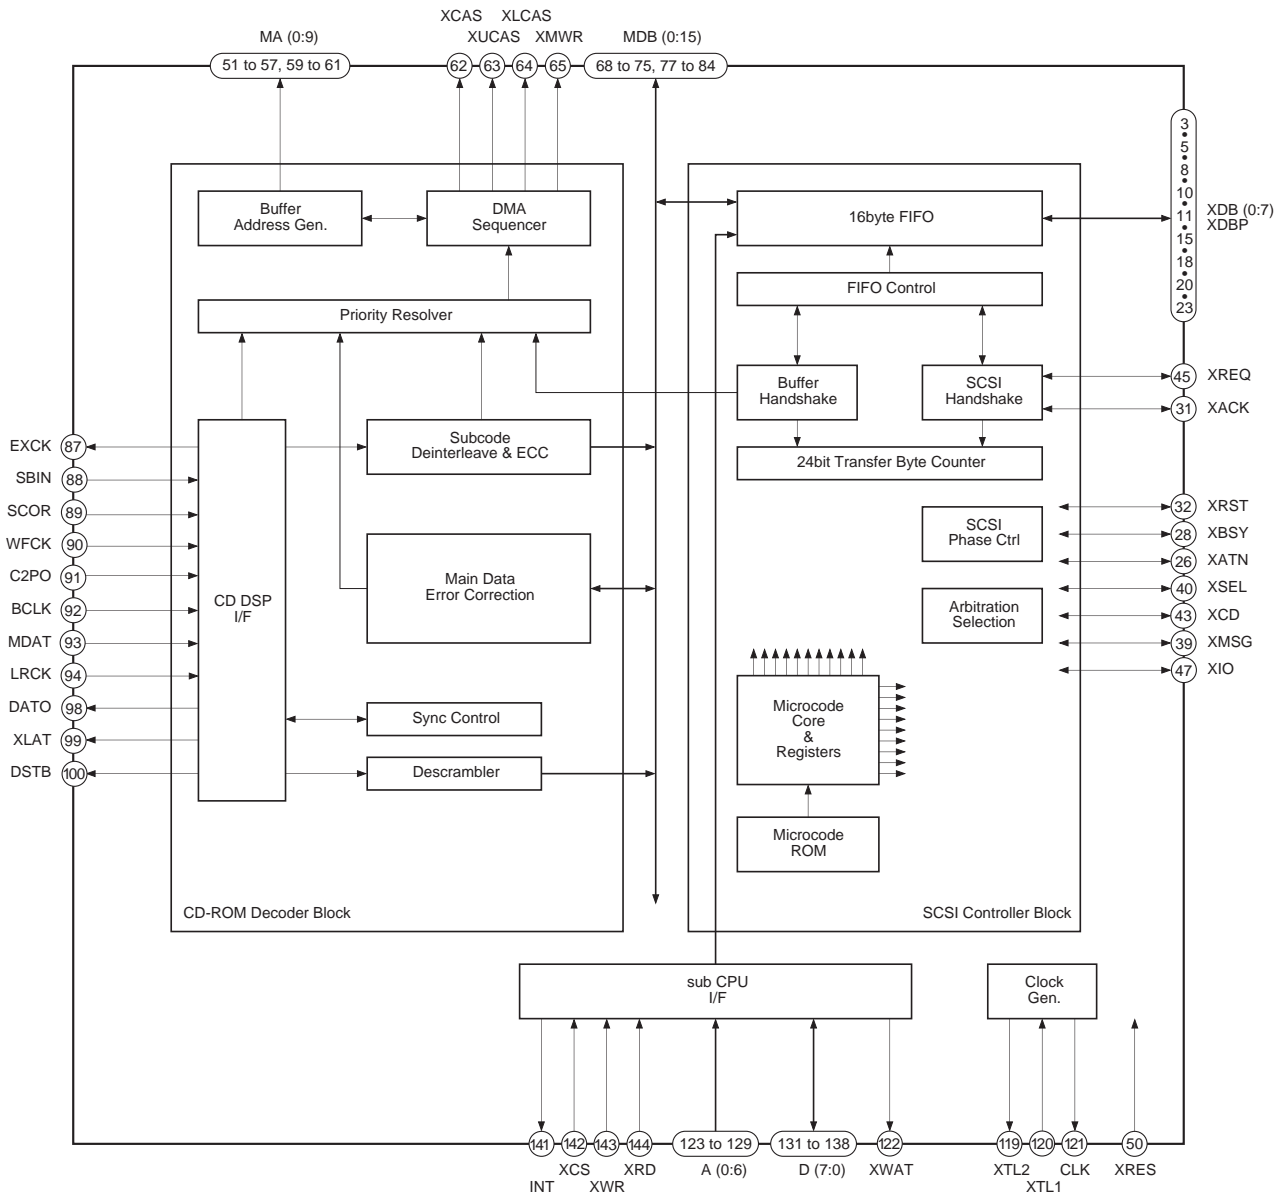 XCAS XLCAS
MA (0:9) XUCAS XMWR MDB (0:15)
51 to 57, 59 to 61 62 63 64 65 68 to 75, 77 to 84
3
5
8
10
11
15
18
20
23
XDB (0:7)
XDBP
Buffer
Address Gen.
DMA
Sequencer
16byte FIFO
FIFO Control
Priority Resolver
Buffer
Handshake
SCSI
Handshake
45 XREQ
31 XACK
24bit Transfer Byte Counter
Subcode
Deinterleave & ECC
EXCK 87
SBIN 88
SCOR 89
WFCK 90
C2PO 91
BCLK 92
MDAT 93
LRCK 94
DATO 98
XLAT 99
DSTB 100
CD DSP
I/F
Main Data
Error Correction
Sync Control
Descrambler
SCSI
Phase Ctrl
Arbitration
Selection
32 XRST
28 XBSY
26 XATN
40 XSEL
43 XCD
39 XMSG
47 XIO
Microcode
Core
&
Registers
Microcode
ROM
CD-ROM Decoder Block
SCSI Controller Block
sub CPU
I/F
Clock
Gen.
141 142 143 144 123 to 129 131 to 138 122 119 120 121 50
XCS XRD A (0:6) D (7:0) XWAT XTL2 CLK XRES
INT XWR XTL1